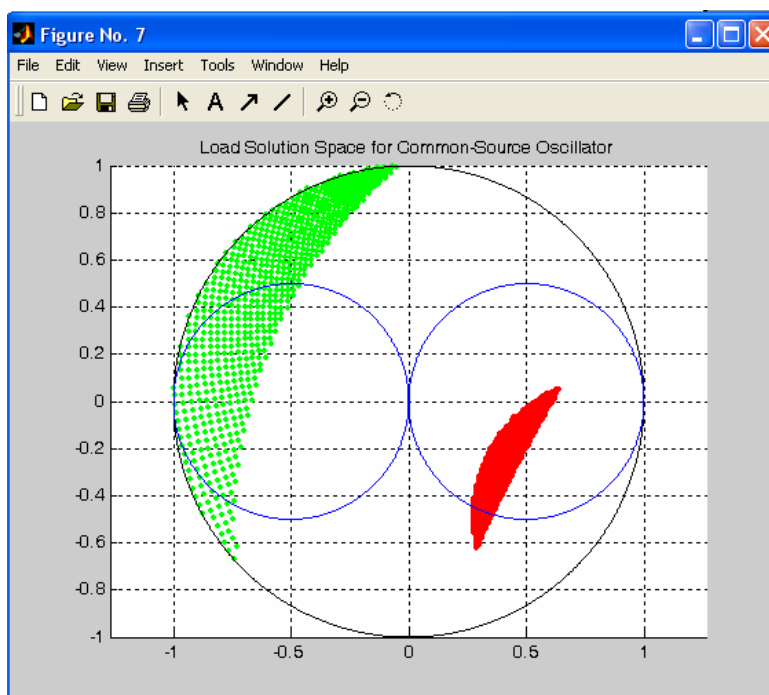 Figure No. 7
File Edit View Insert Tools Window Help
A
Load Solution Space for Common-Source Oscillator
1
0.8
0.6
0.4
0.2
0
-0.2
-0.4
-0.6
-0.8
-1
-1 -0.5 0 0.5 1